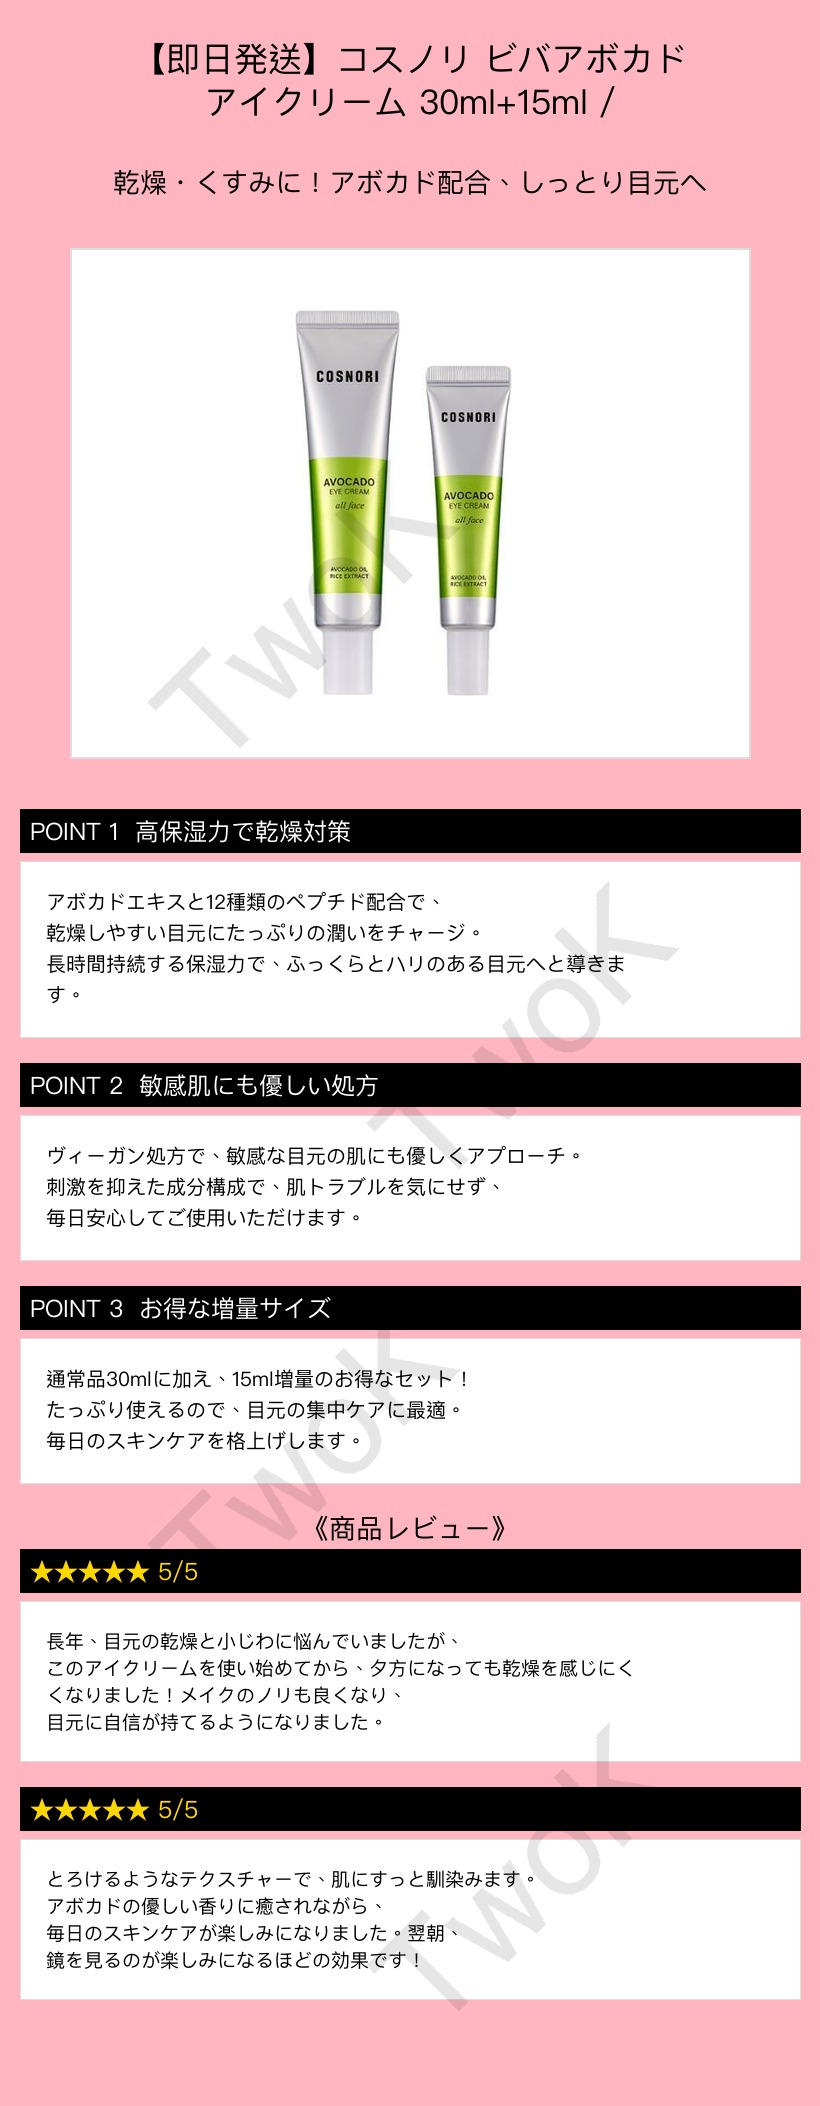 【即日発送】コスノリ ビバアボカド
アイクリーム 30ml+15ml /
乾燥・くすみに！アボカド配合、しっとり目元へ
COSNORI
AVOCADO
EYE CREAM
all face
AVOCADO OIL
RICE EXTRACT
COSNORI
AVOCADO
EYE CREAM
all face
AVOCADO OIL
RICE EXTRACT
TwoK
POINT 1 高保湿力で乾燥対策
アボカドエキスと12種類のペプチド配合で、
乾燥しやすい目元にたっぷりの潤いをチャージ。
長時間持続する保湿力で、ふっくらとハリのある目元へと導きま
す。
TwoK
POINT 2 敏感肌にも優しい処方
ヴィーガン処方で、敏感な目元の肌にも優しくアプローチ。
刺激を抑えた成分構成で、肌トラブルを気にせず、
毎日安心してご使用いただけます。
POINT 3 お得な増量サイズ
通常品30mlに加え、15ml増量のお得なセット！
たっぷり使えるので、目元の集中ケアに最適。
毎日のスキンケアを格上げします。
TwoK
《商品レビュー》
★★★★★ 5/5
長年、目元の乾燥と小じわに悩んでいましたが、
このアイクリームを使い始めてから、夕方になっても乾燥を感じにく
くなりました！メイクのノリも良くなり、
目元に自信が持てるようになりました。
★★★★★ 5/5
とろけるようなテクスチャーで、肌にすっと馴染みます。
アボカドの優しい香りに癒されながら、
毎日のスキンケアが楽しみになりました。翌朝、
鏡を見るのが楽しみになるほどの効果です！
TwoK